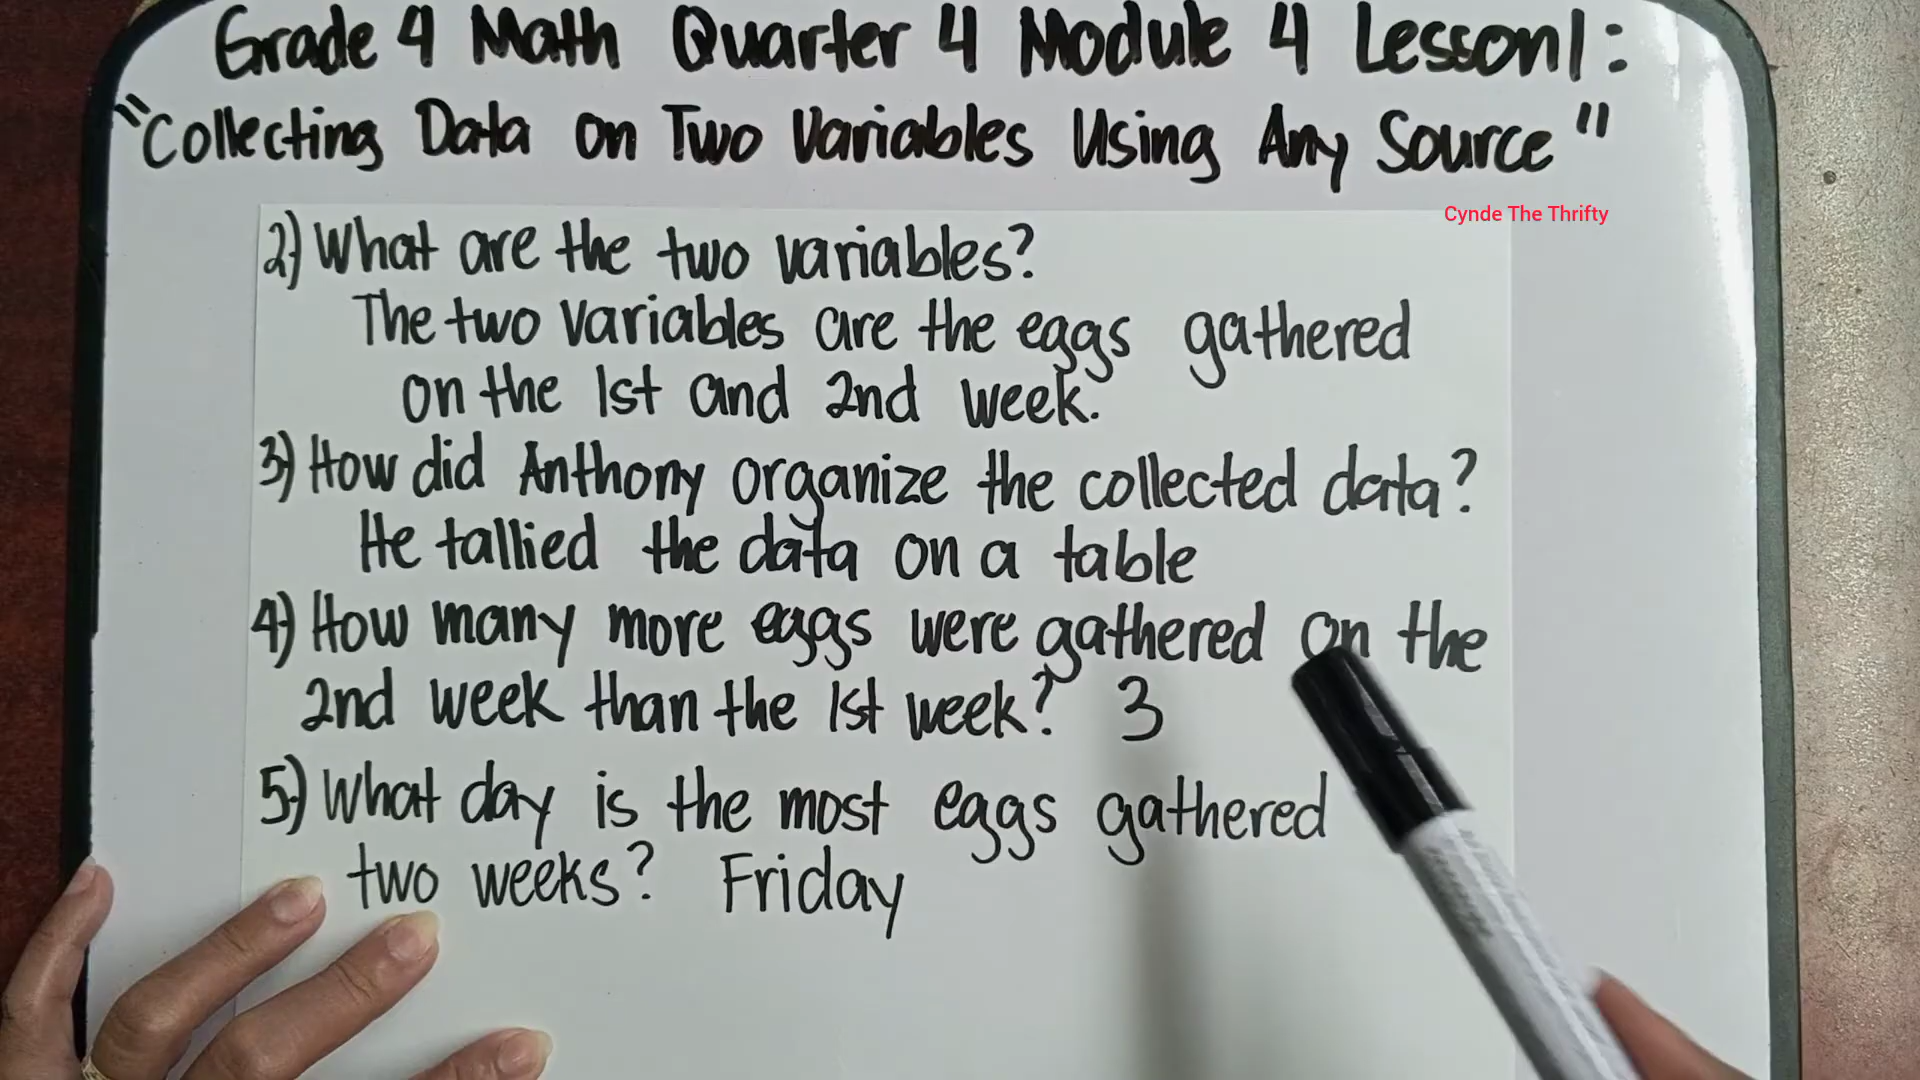 Grade 4 Math Quarter 4 Module 4 Lesson 1:
"Collecting Data on Two Variables Using Any Source"
Cynde The Thrifty
2) What are the two variables?
The two variables are the eggs gathered
on the 1st and 2nd week.
3) How did Anthony organize the collected data?
He tallied the data on a table
4) How many more eggs were gathered on the
2nd week than the 1st week? 3
5) What day is the most eggs gathered
two weeks? Friday